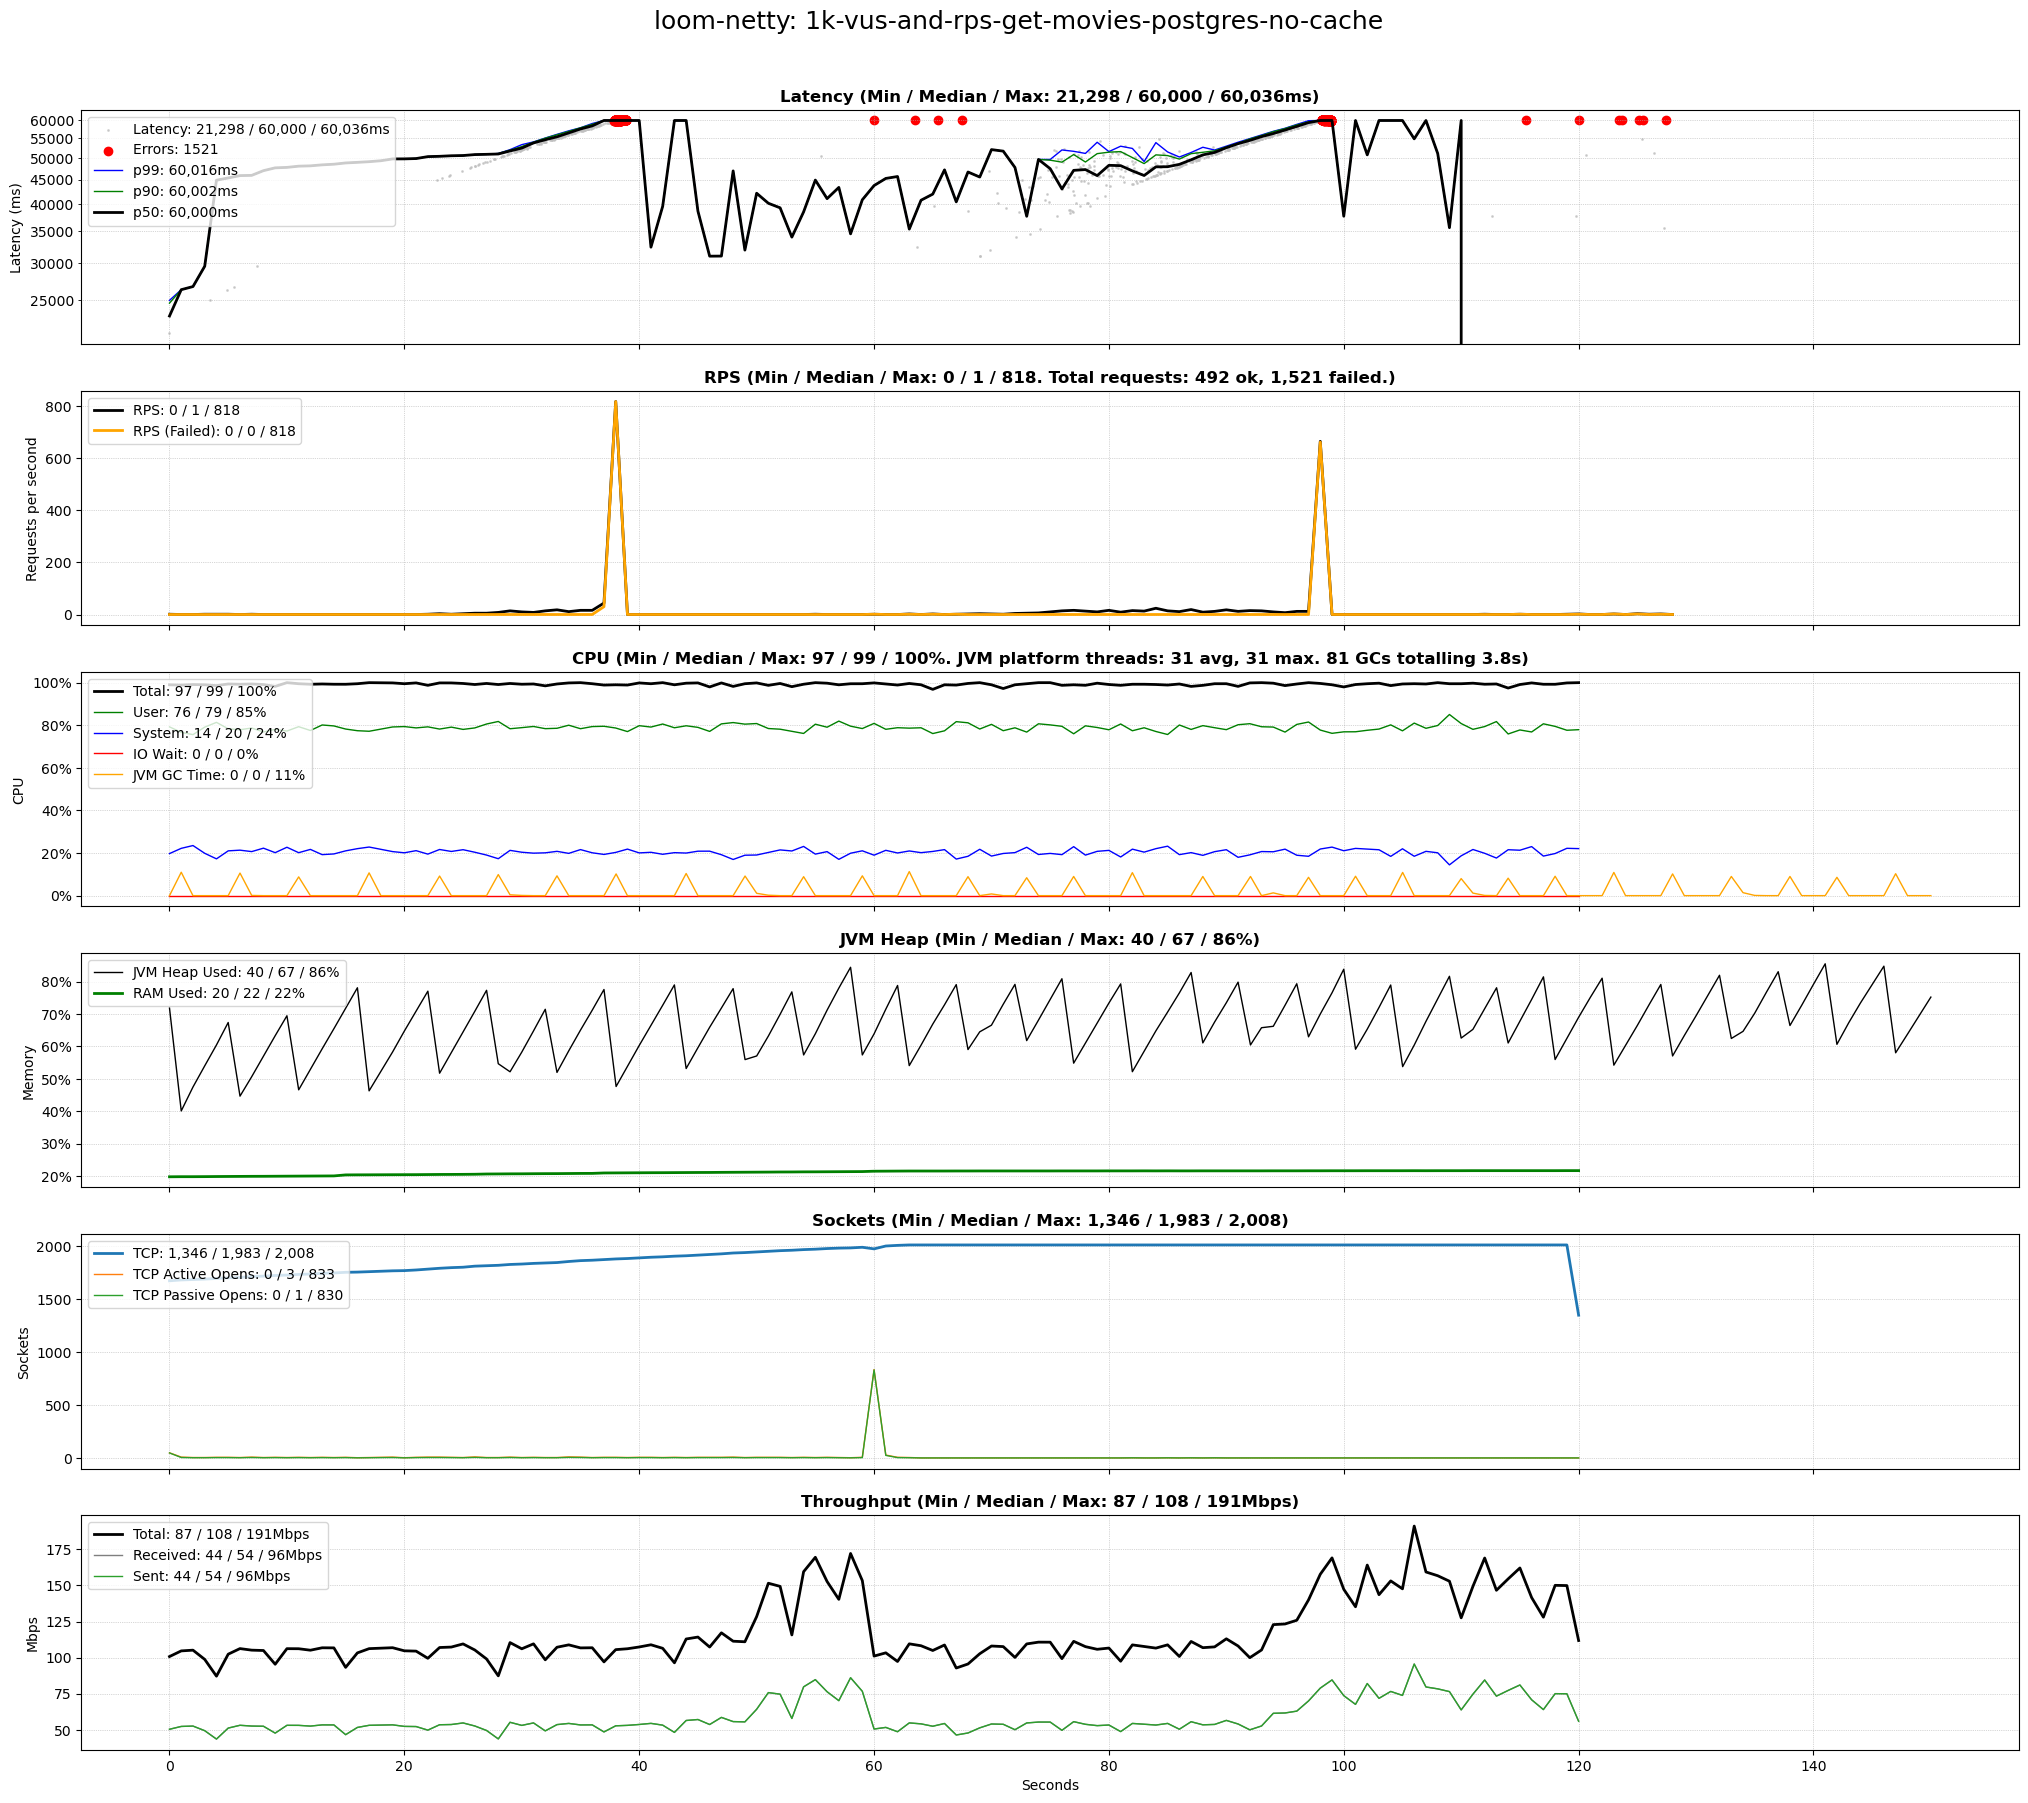 loom-netty: 1k-vus-and-rps-get-movies-postgres-no-cache
Latency (Min / Median / Max: 21,298 / 60,000 / 60,036ms)
Latency (ms)
60000
55000
50000
45000
40000
35000
30000
25000
Latency: 21,298 / 60,000 / 60,036ms
Errors: 1521
p99: 60,016ms
p90: 60,002ms
p50: 60,000ms
RPS (Min / Median / Max: 0 / 1 / 818. Total requests: 492 ok, 1,521 failed.)
Requests per second
800
600
400
200
0
RPS: 0 / 1 / 818
RPS (Failed): 0 / 0 / 818
CPU (Min / Median / Max: 97 / 99 / 100%. JVM platform threads: 31 avg, 31 max. 81 GCs totalling 3.8s)
CPU
100%
80%
60%
40%
20%
0%
Total: 97 / 99 / 100%
User: 76 / 79 / 85%
System: 14 / 20 / 24%
IO Wait: 0 / 0 / 0%
JVM GC Time: 0 / 0 / 11%
JVM Heap (Min / Median / Max: 40 / 67 / 86%)
Memory
80%
70%
60%
50%
40%
30%
20%
JVM Heap Used: 40 / 67 / 86%
RAM Used: 20 / 22 / 22%
Sockets (Min / Median / Max: 1,346 / 1,983 / 2,008)
Sockets
2000
1500
1000
500
0
TCP: 1,346 / 1,983 / 2,008
TCP Active Opens: 0 / 3 / 833
TCP Passive Opens: 0 / 1 / 830
Throughput (Min / Median / Max: 87 / 108 / 191Mbps)
Mbps
175
150
125
100
75
50
Total: 87 / 108 / 191Mbps
Received: 44 / 54 / 96Mbps
Sent: 44 / 54 / 96Mbps
0 20 40 60 80 100 120 140
Seconds